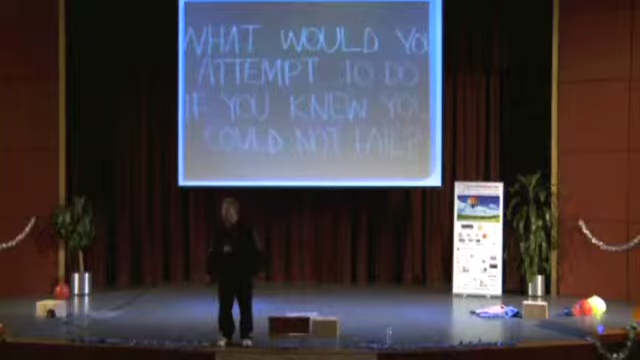 WHAT WOULD YOU
ATTEMPT TO DO
IF YOU KNEW YOU
COULD NOT FAIL?